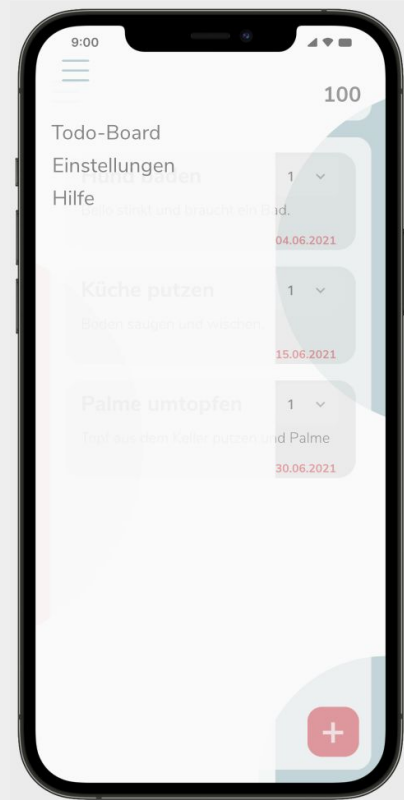 9:00
100
Todo-Board
Einstellungen
Hund baden
1
Hilfe
stinkt und braucht ein Bad.
04.06.2021
Küche putzen
1
Böden saugen und wischen.
15.06.2021
Palme umtopfen
1
Topf aus dem Keller putzen und Palme
30.06.2021
+